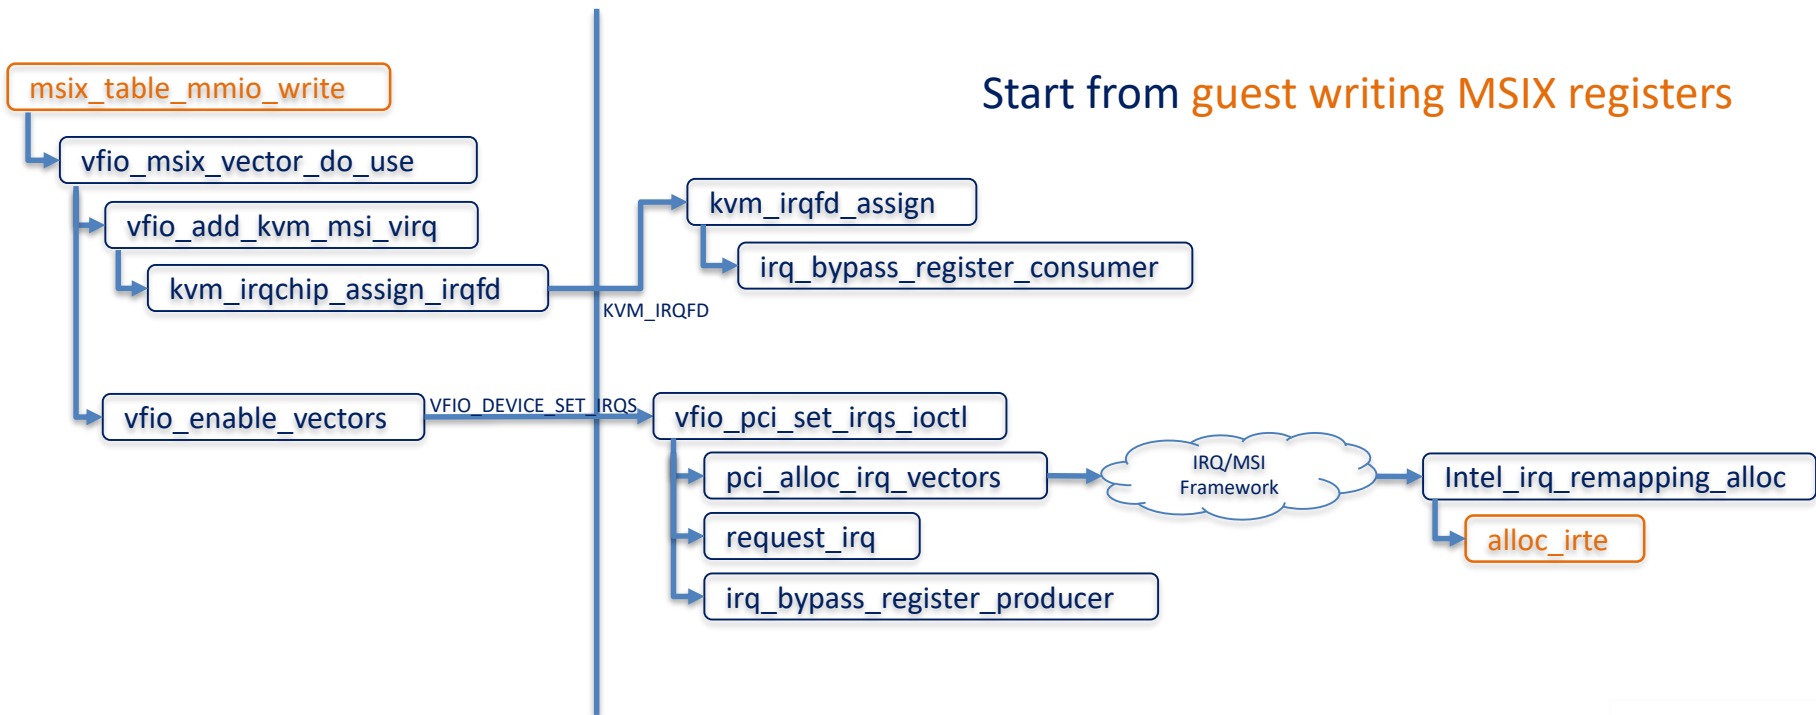 Start from guest writing MSIX registers
msix_table_mmio_write
vfio_msix_vector_do_use
vfio_add_kvm_msi_virq
kvm_irqchip_assign_irqfd
KVM_IRQFD
kvm_irqfd_assign
irq_bypass_register_consumer
vfio_enable_vectors
VFIO_DEVICE_SET_IRQS
vfio_pci_set_irqs_ioctl
pci_alloc_irq_vectors
request_irq
irq_bypass_register_producer
IRQ/MSI
Framework
Intel_irq_remapping_alloc
alloc_irte